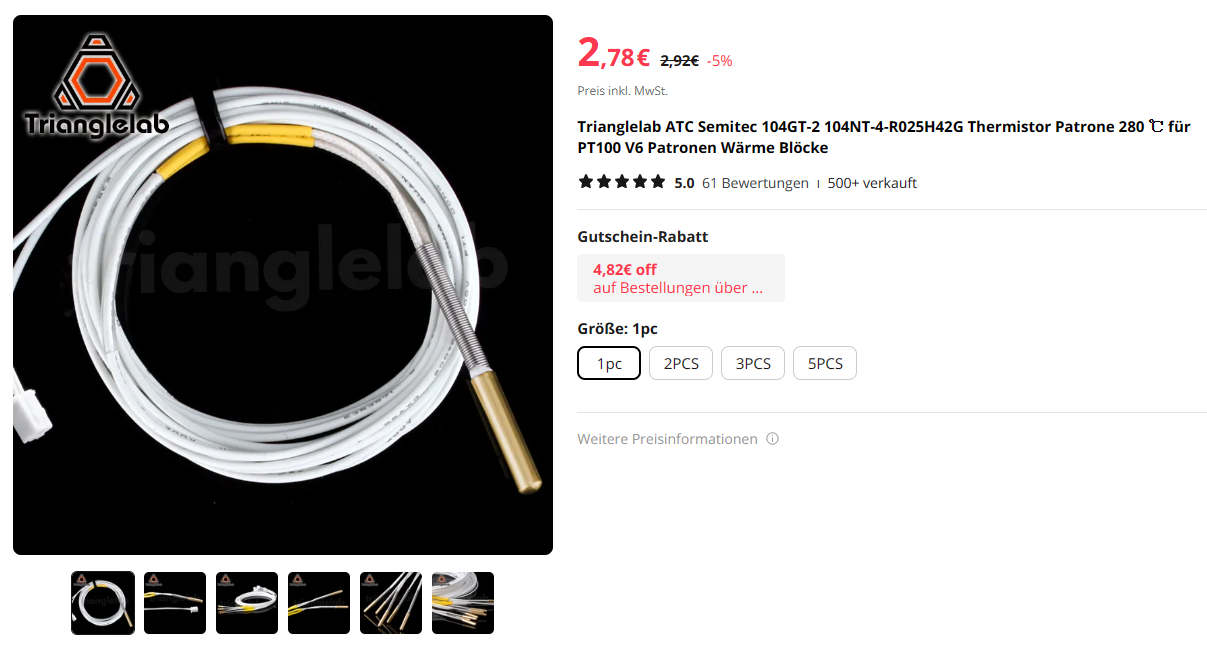 Trianglelab
Trianglelab
2,78€ 2,92€ -5%
Preis inkl. MwSt.
Trianglelab ATC Semitec 104GT-2 104NT-4-R025H42G Thermistor Patrone 280 ℃ für
PT100 V6 Patronen Wärme Blöcke
5.0 61 Bewertungen | 500+ verkauft
Gutschein-Rabatt
4,82€ off
auf Bestellungen über ...
Größe: 1pc
1pc 2PCS 3PCS 5PCS
Weitere Preisinformationen